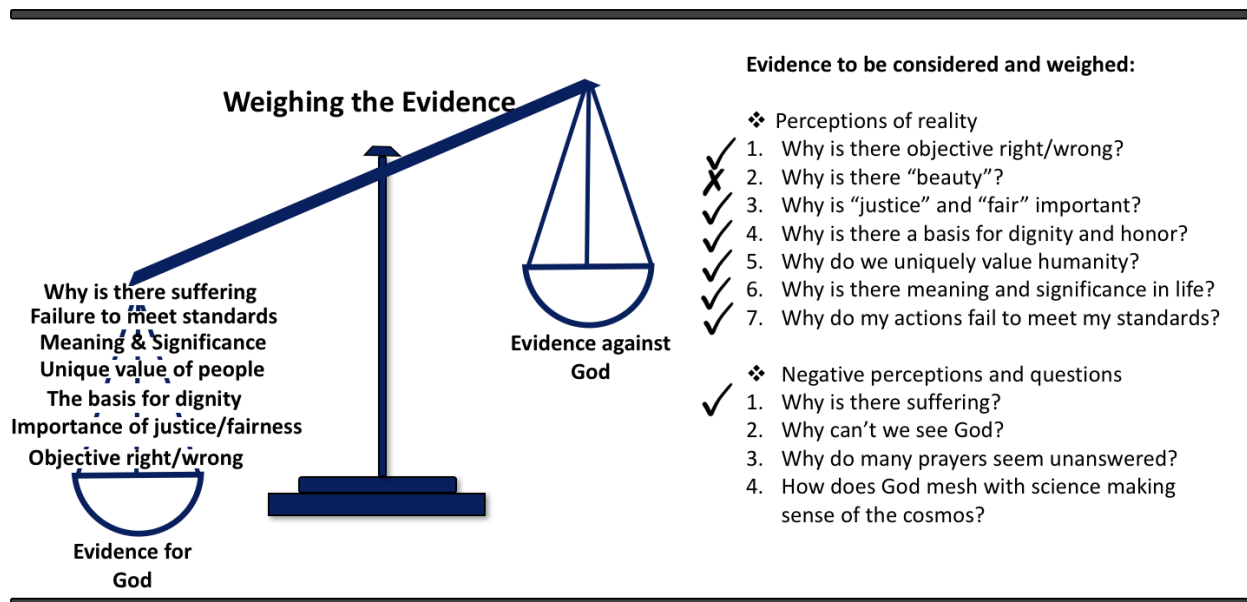 Weighing the Evidence
Why is there suffering
Failure to meet standards
Meaning & Significance
Unique value of people
The basis for dignity
Importance of justice/fairness
Objective right/wrong
Evidence for
God
Evidence against
God
Evidence to be considered and weighed:
❖ Perceptions of reality
✓ 1. Why is there objective right/wrong?
✗ 2. Why is there “beauty”?
✓ 3. Why is “justice” and “fair” important?
✓ 4. Why is there a basis for dignity and honor?
✓ 5. Why do we uniquely value humanity?
✓ 6. Why is there meaning and significance in life?
✓ 7. Why do my actions fail to meet my standards?
❖ Negative perceptions and questions
✓ 1. Why is there suffering?
2. Why can’t we see God?
3. Why do many prayers seem unanswered?
4. How does God mesh with science making
sense of the cosmos?